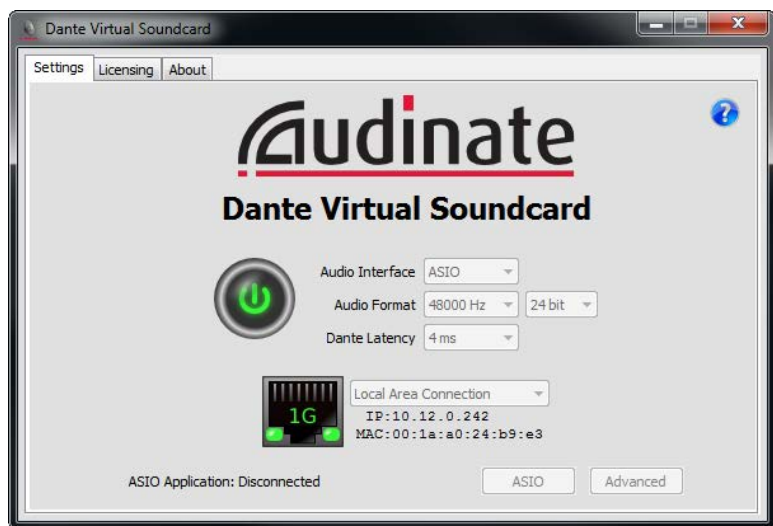 Dante Virtual Soundcard
Settings Licensing About
Audinate
?
Dante Virtual Soundcard
Audio Interface ASIO
Audio Format 48000 Hz 24 bit
Dante Latency 4 ms
Local Area Connection
1G
IP:10.12.0.242
MAC:00:1a:a0:24:b9:e3
ASIO Application: Disconnected ASIO Advanced